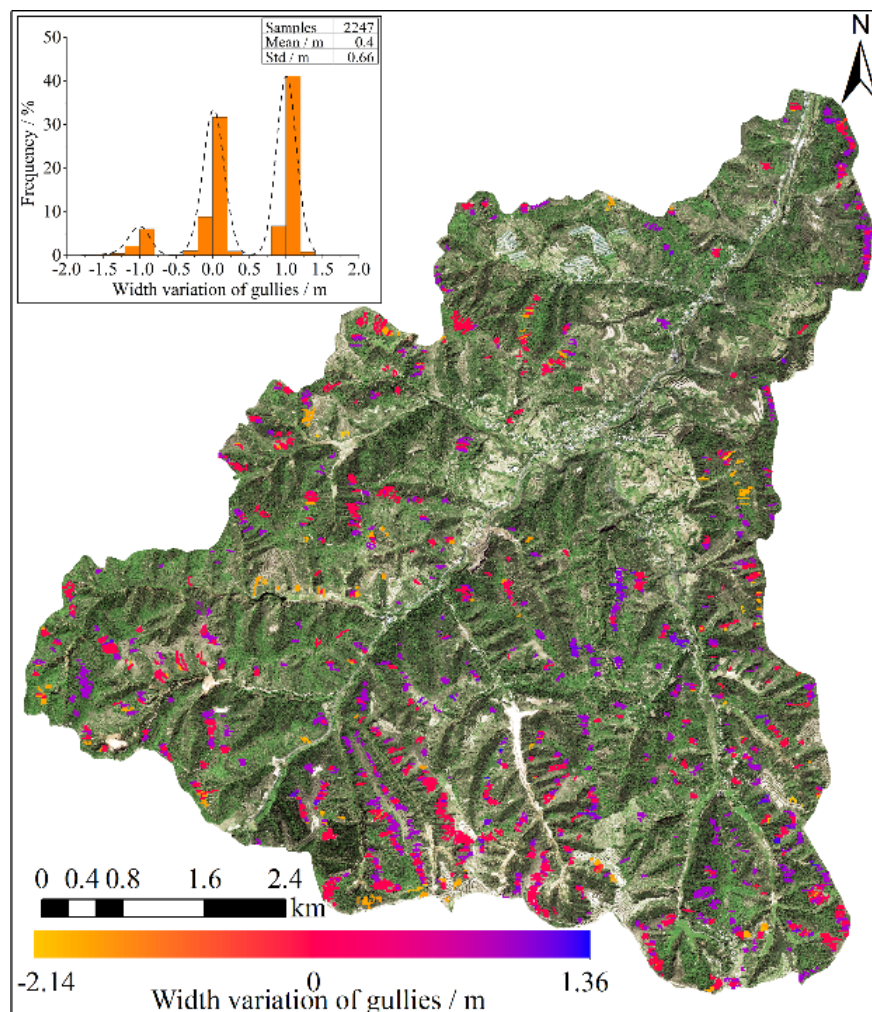 Samples 2247
Mean / m 0.4
Std / m 0.66
N
50
40
30
20
10
0
Frequency / %
-2.0 -1.5 -1.0 -0.5 0.0 0.5 1.0 1.5 2.0
Width variation of gullies / m
0 0.4 0.8 1.6 2.4
km
-2.14 0 1.36
Width variation of gullies / m